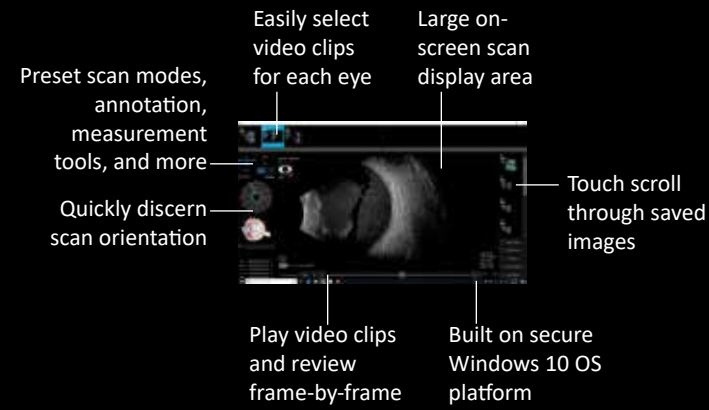 Easily select
video clips
for each eye
Large on-
screen scan
display area
Preset scan modes,
annotation,
measurement
tools, and more
Quickly discern
scan orientation
Touch scroll
through saved
images
Play video clips
and review
frame-by-frame
Built on secure
Windows 10 OS
platform